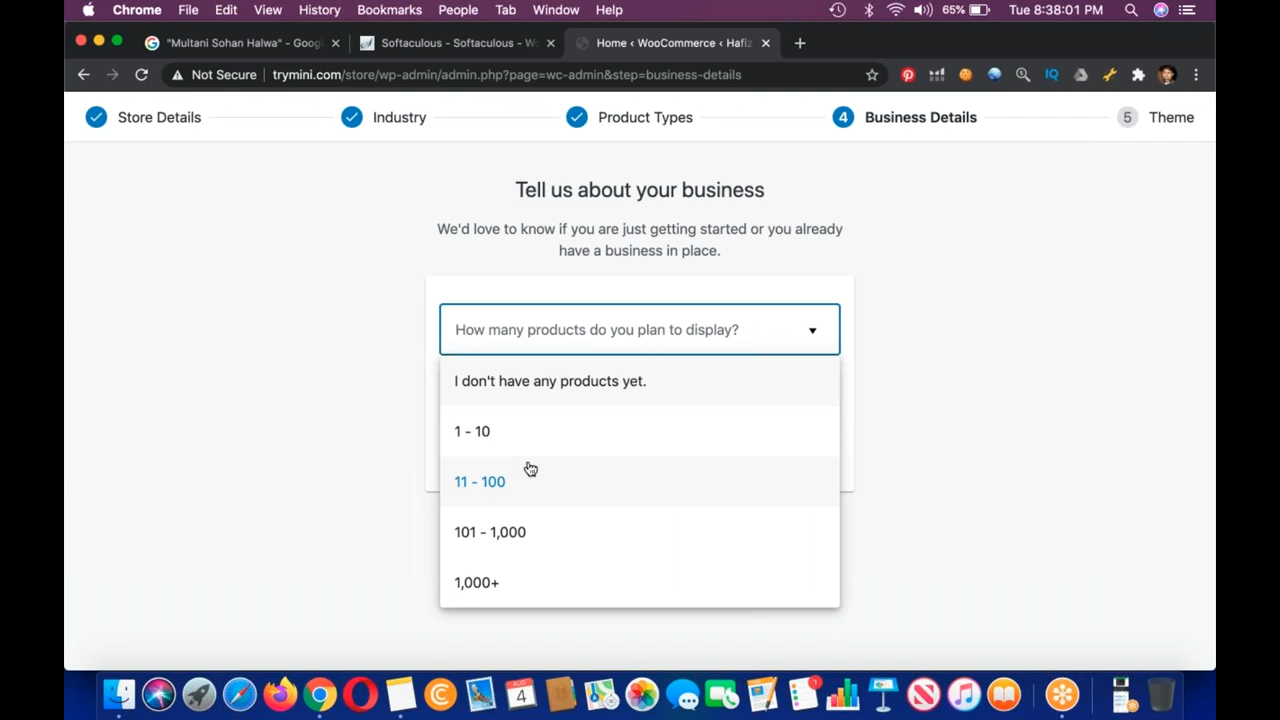 Chrome File Edit View History Bookmarks People Tab Window Help 65% Tue 8:38:01 PM
"Multani Sohan Halwa" - Goog Softaculous - Softaculous - Wo Home ‹ WooCommerce ‹ Hafiz
Not Secure trymini.com/store/wp-admin/admin.php?page=wc-admin&step=business-details
Store Details Industry Product Types 4 Business Details 5 Theme
Tell us about your business
We'd love to know if you are just getting started or you already
have a business in place.
How many products do you plan to display?
I don't have any products yet.
1 - 10
11 - 100
101 - 1,000
1,000+